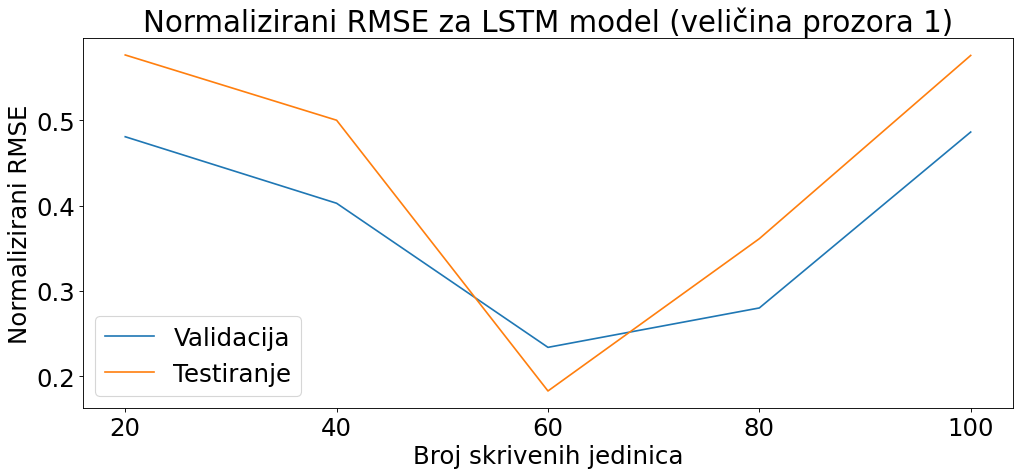 Normalizirani RMSE za LSTM model (veličina prozora 1)
Normalizirani RMSE
0.5
0.4
0.3
0.2
Validacija
Testiranje
20 40 60 80 100
Broj skrivenih jedinica